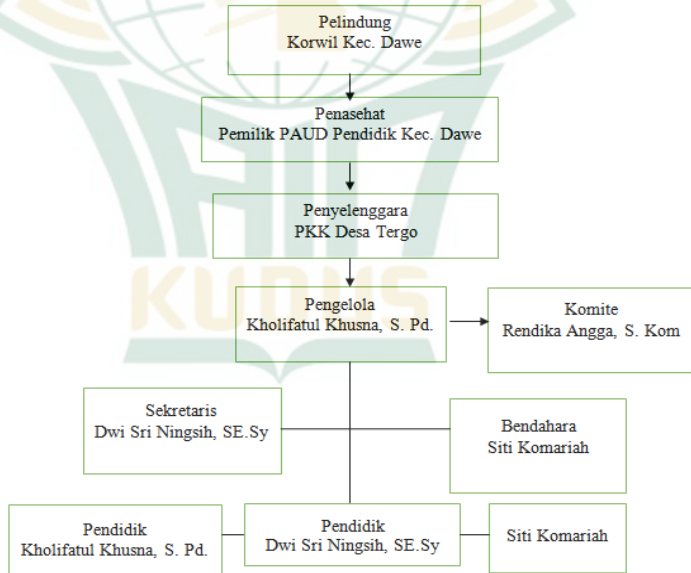 Pelindung
Korwil Kec. Dawe
Penasehat
Pemilik PAUD Pendidik Kec. Dawe
Penyelenggara
PKK Desa Tergo
Pengelola
Kholifatul Khusna, S. Pd.
Komite
Rendika Angga, S. Kom
KUDUS
Sekretaris
Dwi Sri Ningsih, SE.Sy
Bendahara
Siti Komariah
Pendidik
Kholifatul Khusna, S. Pd.
Pendidik
Dwi Sri Ningsih, SE.Sy
Siti Komariah